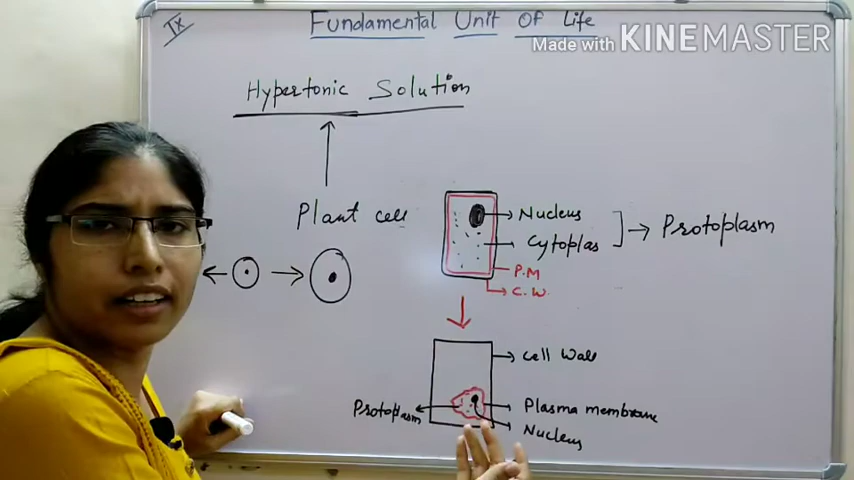 IX
Fundamental Unit Of Life
Made with KINEMASTER
Hypertonic Solution
Plant cell
Nucleus
Cytoplas
Protoplasm
P.M
C.W.
Cell Wall
Protoplasm
Plasma membrane
Nucleus